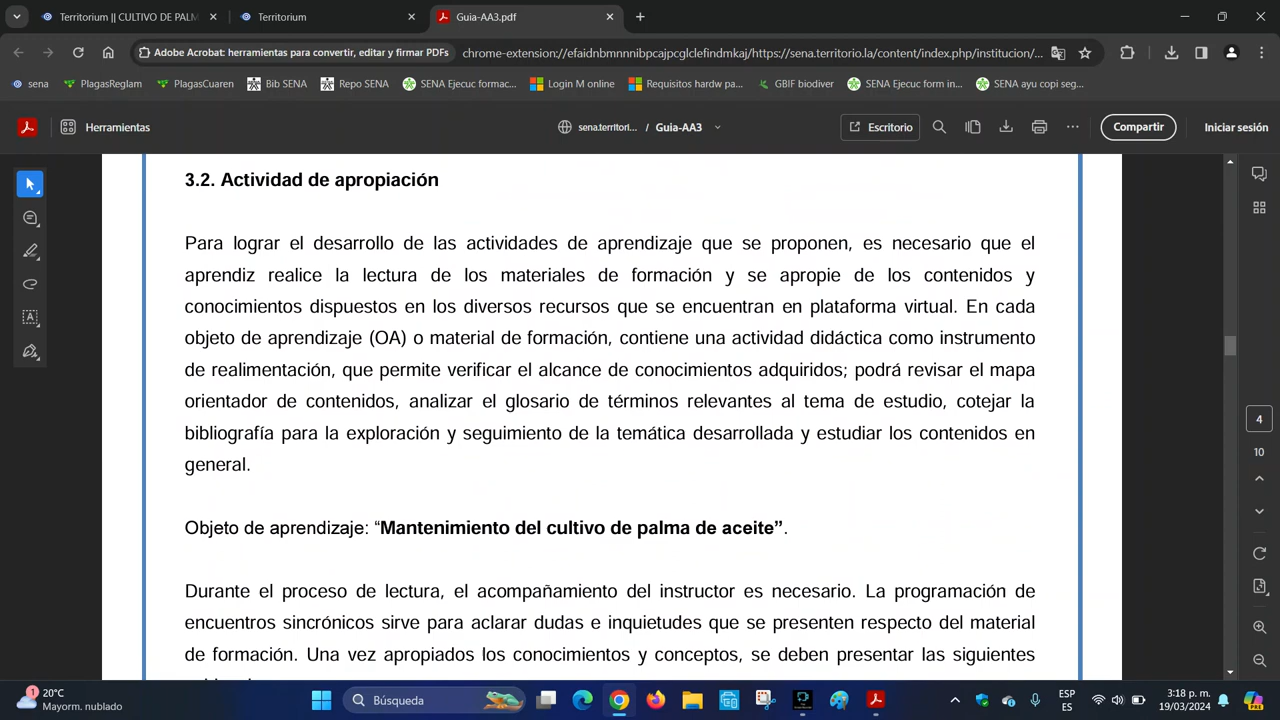 Territorium || CULTIVO DE PALM
Territorium
Guia-AA3.pdf
Adobe Acrobat: herramientas para convertir, editar y firmar PDFs
chrome-extension://efaidnbmnnnibpcajpcglclefindmkaj/https://sena.territorio.la/content/index.php/institucion/...
sena
PlagasReglam
PlagasCuaren
Bib SENA
Repo SENA
SENA Ejecuc formac...
Login M online
Requisitos hardw pa...
GBIF biodiver
SENA Ejecuc form in...
SENA ayu copi seg...
Herramientas
sena.territori... / Guia-AA3
Escritorio
Compartir
Iniciar sesión
3.2. Actividad de apropiación
Para lograr el desarrollo de las actividades de aprendizaje que se proponen, es necesario que el
aprendiz realice la lectura de los materiales de formación y se apropie de los contenidos y
conocimientos dispuestos en los diversos recursos que se encuentran en plataforma virtual. En cada
objeto de aprendizaje (OA) o material de formación, contiene una actividad didáctica como instrumento
de realimentación, que permite verificar el alcance de conocimientos adquiridos; podrá revisar el mapa
orientador de contenidos, analizar el glosario de términos relevantes al tema de estudio, cotejar la
bibliografía para la exploración y seguimiento de la temática desarrollada y estudiar los contenidos en
general.
Objeto de aprendizaje: “Mantenimiento del cultivo de palma de aceite”.
Durante el proceso de lectura, el acompañamiento del instructor es necesario. La programación de
encuentros sincrónicos sirve para aclarar dudas e inquietudes que se presenten respecto del material
de formación. Una vez apropiados los conocimientos y conceptos, se deben presentar las siguientes
4
10
1
20°C
Mayorm. nublado
Búsqueda
ESP
ES
3:18 p. m.
19/03/2024